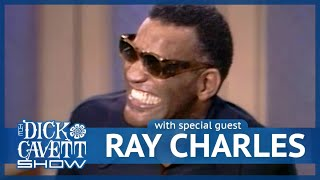 THE
DICK
CAVETT
SHOW
with special guest
RAY CHARLES